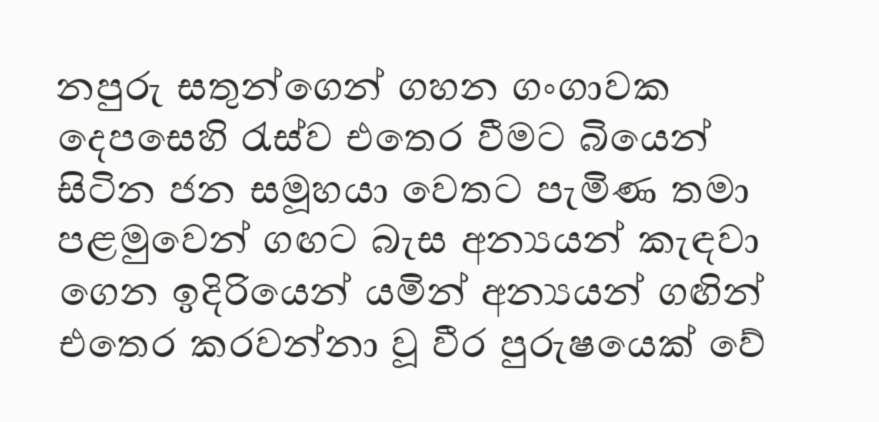 නපුරු සතුන්ගෙන් ගහන ගංගාවක
දෙපසෙහි රැස්ව එතෙර වීමට බියෙන්
සිටින ජන සමූහයා වෙතට පැමිණ තමා
පළමුවෙන් ගඟට බැස අන්‍යයන් කැඳවා
ගෙන ඉදිරියෙන් යමින් අන්‍යයන් ගඟින්
එතෙර කරවන්නා වූ වීර පුරුෂයෙක් වේ